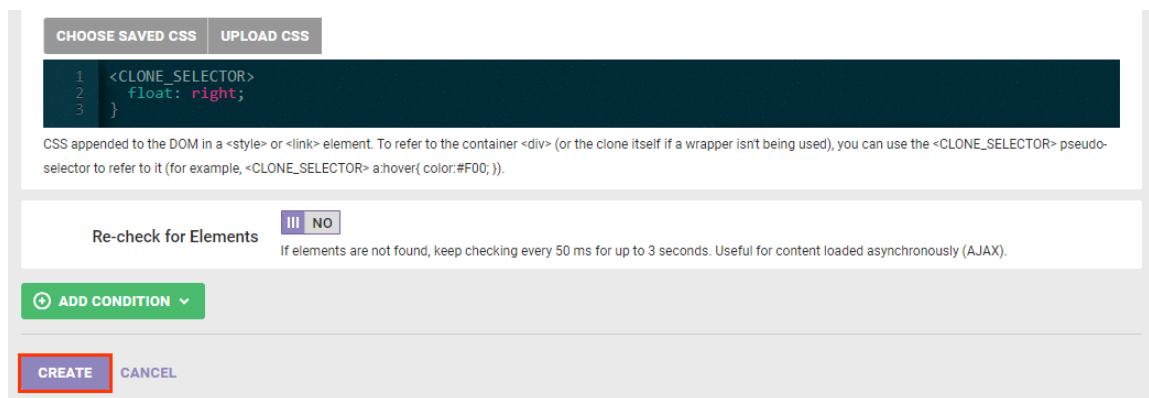 CHOOSE SAVED CSS UPLOAD CSS
1 <CLONE_SELECTOR>
2 float: right;
3 }
CSS appended to the DOM in a <style> or <link> element. To refer to the container <div> (or the clone itself if a wrapper isn't being used), you can use the <CLONE_SELECTOR> pseudo-
selector to refer to it (for example, <CLONE_SELECTOR> a:hover{ color:#F00; }).
Re-check for Elements
NO
If elements are not found, keep checking every 50 ms for up to 3 seconds. Useful for content loaded asynchronously (AJAX).
ADD CONDITION
CREATE CANCEL